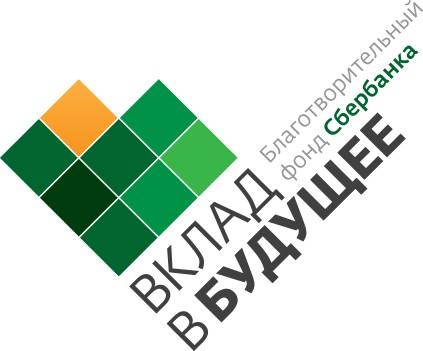 Благотворительный
фонд Сбербанка
ВКЛАД
В БУДУЩЕЕ